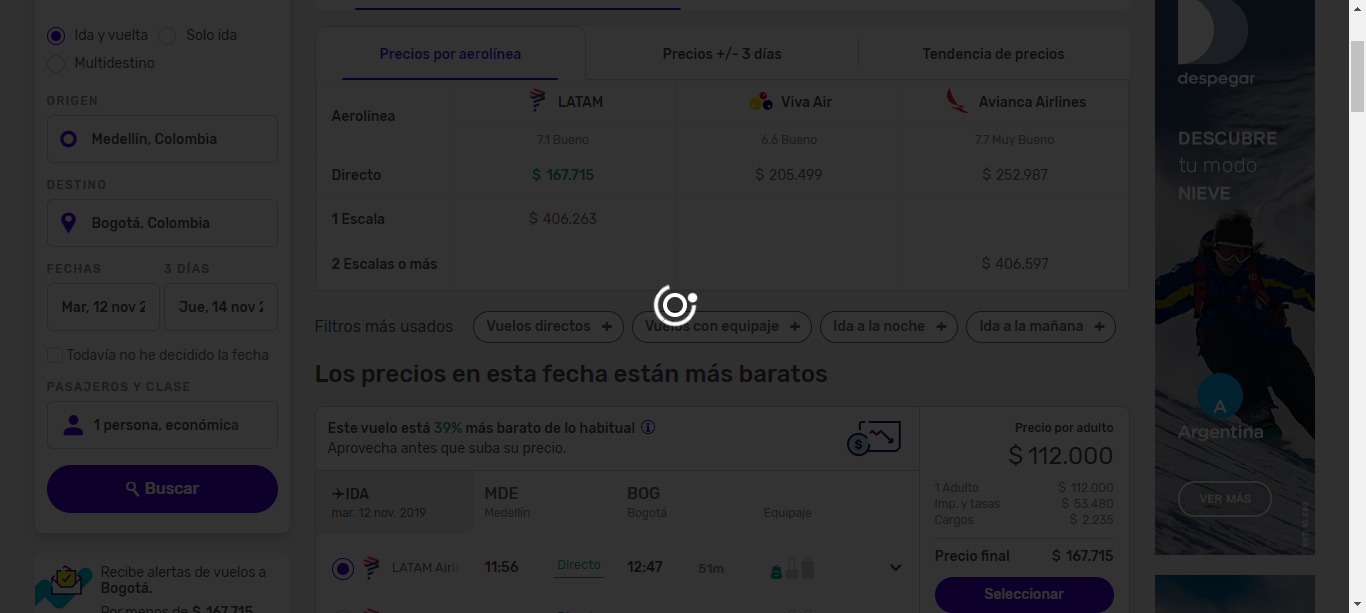 Ida y vuelta Solo ida
Multidestino
ORIGEN
Medellín, Colombia
DESTINO
Bogotá, Colombia
FECHAS 3 DÍAS
Mar, 12 nov 2 Jue, 14 nov 2
Todavía no he decidido la fecha
PASAJEROS Y CLASE
1 persona, económica
Buscar
Recibe alertas de vuelos a
Bogotá.
Por menos de $ 167.715
Precios por aerolínea Precios +/- 3 días Tendencia de precios
Aerolínea LATAM Viva Air Avianca Airlines
7.1 Bueno 6.6 Bueno 7.7 Muy Bueno
Directo $ 167.715 $ 205.499 $ 252.987
1 Escala $ 406.263
2 Escalas o más $ 406.597
Filtros más usados Vuelos directos + Vuelos con equipaje + Ida a la noche + Ida a la mañana +
Los precios en esta fecha están más baratos
Este vuelo está 39% más barato de lo habitual
Aprovecha antes que suba su precio.
IDA MDE BOG
mar. 12 nov. 2019 Medellín Bogotá Equipaje
LATAM Airli 11:56 Directo 12:47 51m
Precio por adulto
$ 112.000
1 Adulto $ 112.000
Imp. y tasas $ 53.480
Cargos $ 2.235
Precio final $ 167.715
Seleccionar
despegar
DESCUBRE
tu modo
NIEVE
A
Argentina
VER MÁS